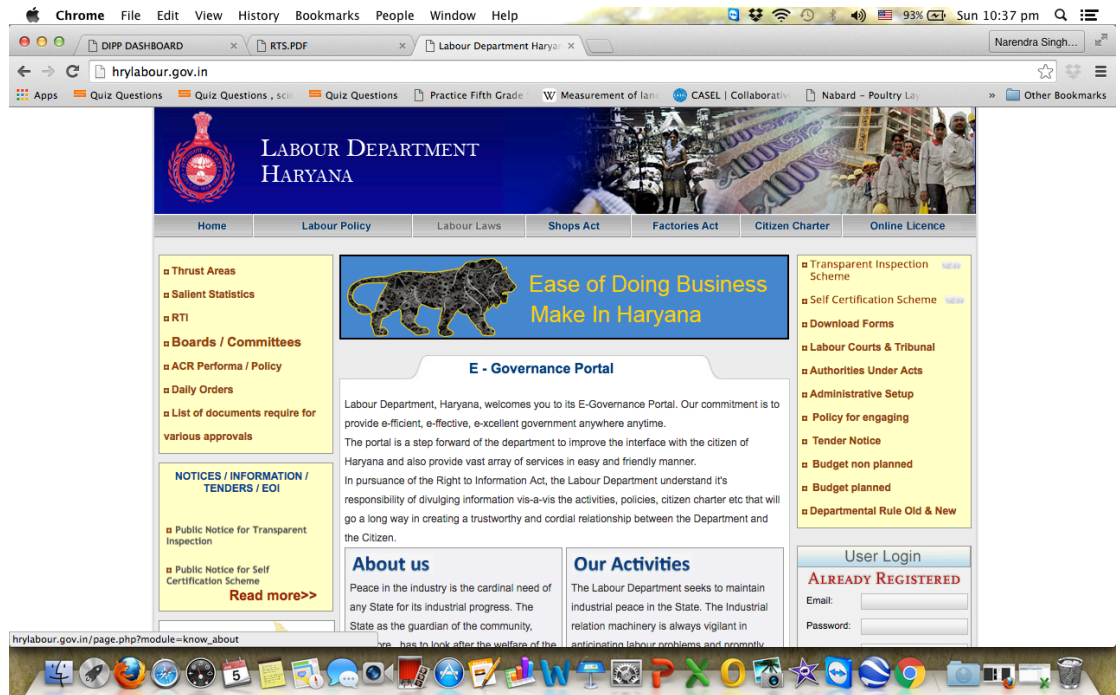 Chrome File Edit View History Bookmarks People Window Help 93% Sun 10:37 pm
DIPP DASHBOARD RTS.PDF Labour Department Haryan Narendra Singh...
hrylabour.gov.in
Apps Quiz Questions Quiz Questions , scie Quiz Questions Practice Fifth Grade W Measurement of lan CASEL | Collaborativ Nabard - Poultry Lay » Other Bookmarks
LABOUR DEPARTMENT
HARYANA
Home Labour Policy Labour Laws Shops Act Factories Act Citizen Charter Online Licence
Thrust Areas
Salient Statistics
RTI
Boards / Committees
ACR Performa / Policy
Daily Orders
List of documents require for
various approvals
NOTICES / INFORMATION /
TENDERS / EOI
Public Notice for Transparent
Inspection
Public Notice for Self
Certification Scheme
Read more>>
Ease of Doing Business
Make In Haryana
E - Governance Portal
Labour Department, Haryana, welcomes you to its E-Governance Portal. Our commitment is to
provide e-fficient, e-ffective, e-xcellent government anywhere anytime.
The portal is a step forward of the department to improve the interface with the citizen of
Haryana and also provide vast array of services in easy and friendly manner.
In pursuance of the Right to Information Act, the Labour Department understand it's
responsibility of divulging information vis-a-vis the activities, policies, citizen charter etc that will
go a long way in creating a trustworthy and cordial relationship between the Department and
the Citizen.
About us
Peace in the industry is the cardinal need of
any State for its industrial progress. The
State as the guardian of the community,
has to look after the welfare of the
Our Activities
The Labour Department seeks to maintain
industrial peace in the State. The Industrial
relation machinery is always vigilant in
anticipating labour problems and promptly
Transparent Inspection NEW
Scheme
Self Certification Scheme NEW
Download Forms
Labour Courts & Tribunal
Authorities Under Acts
Administrative Setup
Policy for engaging
Tender Notice
Budget non planned
Budget planned
Departmental Rule Old & New
User Login
ALREADY REGISTERED
Email:
Password:
hrylabour.gov.in/page.php?module=know_about
5